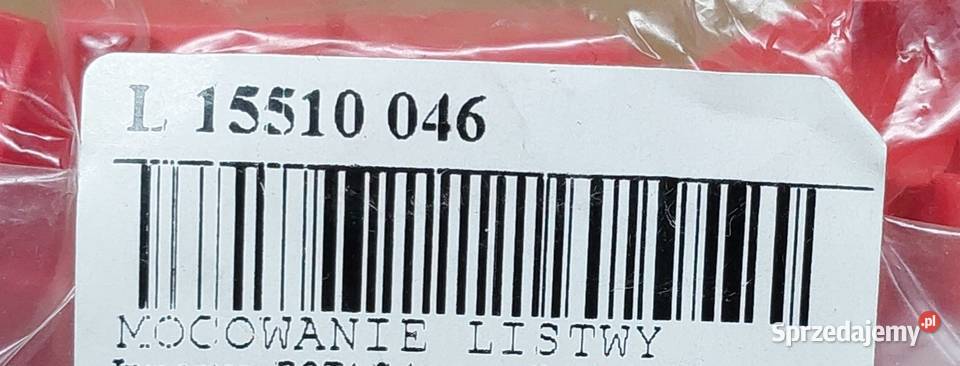 L 15510 046
MOCOWANIE LISTWY
Sprzedajemy.pl